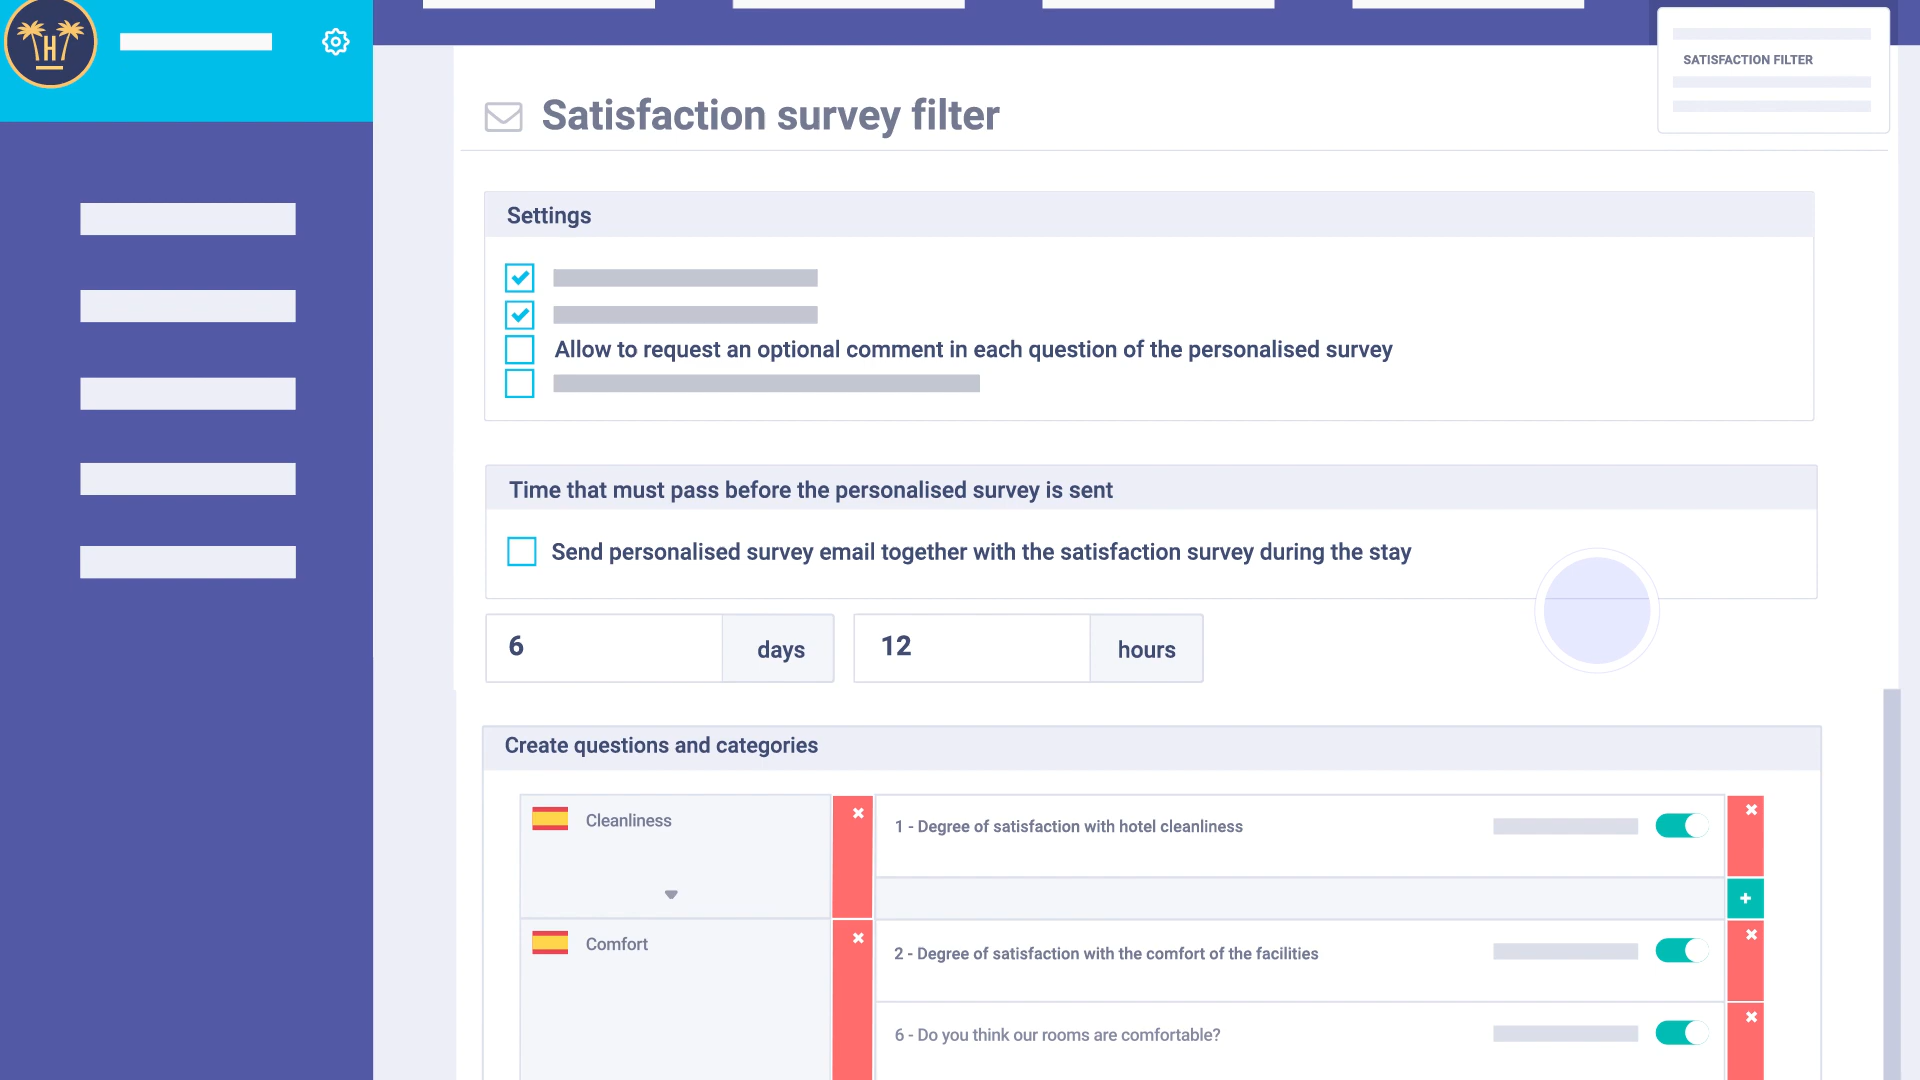 H
SATISFACTION FILTER
Satisfaction survey filter
Settings
Allow to request an optional comment in each question of the personalised survey
Time that must pass before the personalised survey is sent
Send personalised survey email together with the satisfaction survey during the stay
6 days 12 hours
Create questions and categories
Cleanliness
1 - Degree of satisfaction with hotel cleanliness
Comfort
2 - Degree of satisfaction with the comfort of the facilities
6 - Do you think our rooms are comfortable?